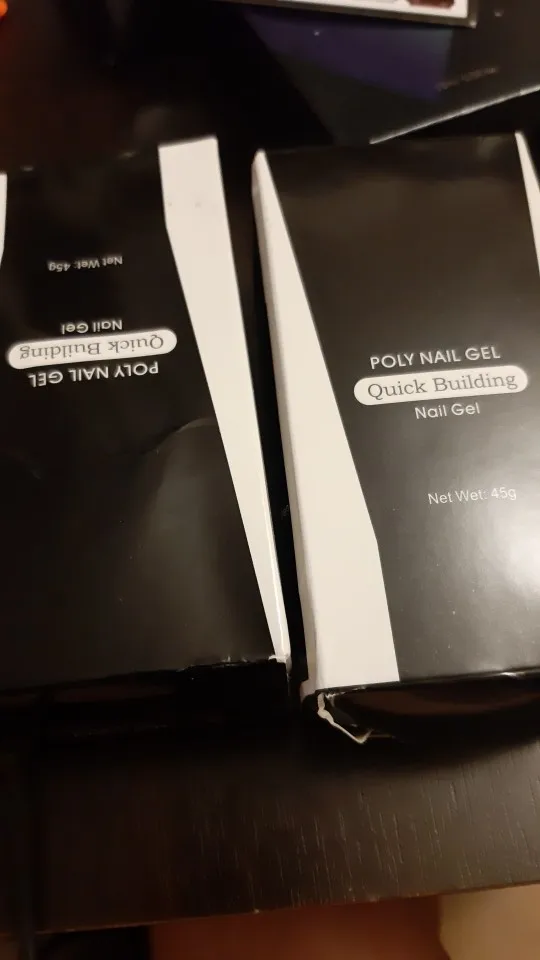 POLY NAIL GEL
Quick Building
Nail Gel
Net Wet: 45g
POLY NAIL GEL
Quick Building
Nail Gel
Net Wet: 45g